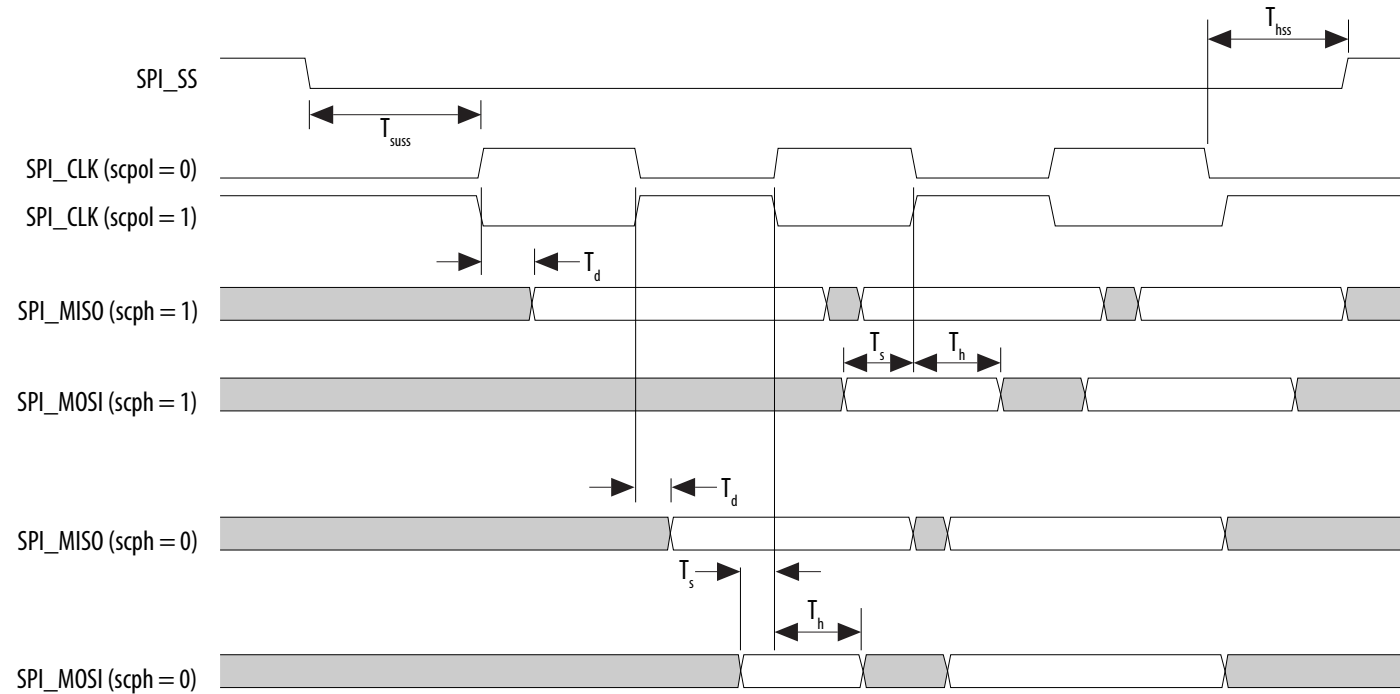 T_hss
SPI_SS
T_suss
SPI_CLK (scpol = 0)
SPI_CLK (scpol = 1)
T_d
SPI_MISO (scph = 1)
T_s T_h
SPI_MOSI (scph = 1)
T_d
SPI_MISO (scph = 0)
T_s
T_h
SPI_MOSI (scph = 0)